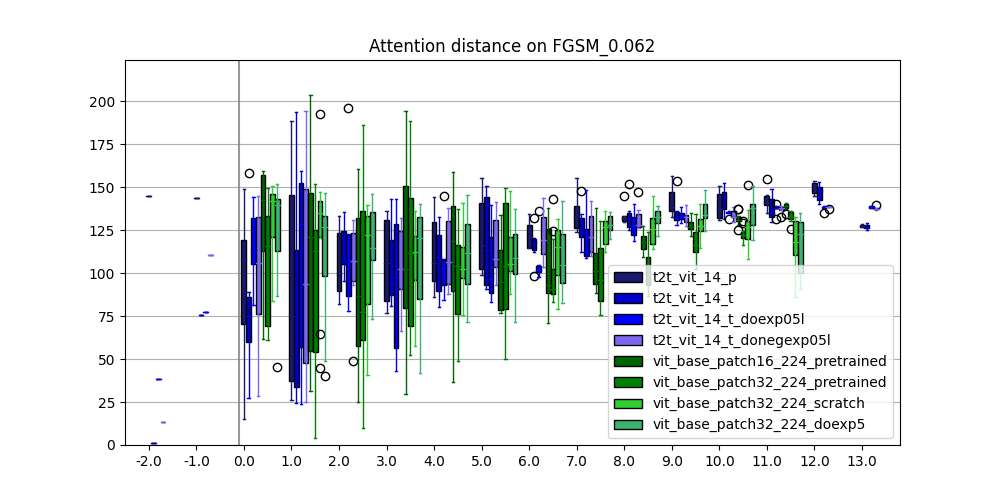 Attention distance on FGSM_0.062
200
175
150
125
100
75
50
25
0
-2.0 -1.0 0.0 1.0 2.0 3.0 4.0 5.0 6.0 7.0 8.0 9.0 10.0 11.0 12.0 13.0
t2t_vit_14_p
t2t_vit_14_t
t2t_vit_14_t_doexp05l
t2t_vit_14_t_donegexp05l
vit_base_patch16_224_pretrained
vit_base_patch32_224_pretrained
vit_base_patch32_224_scratch
vit_base_patch32_224_doexp5